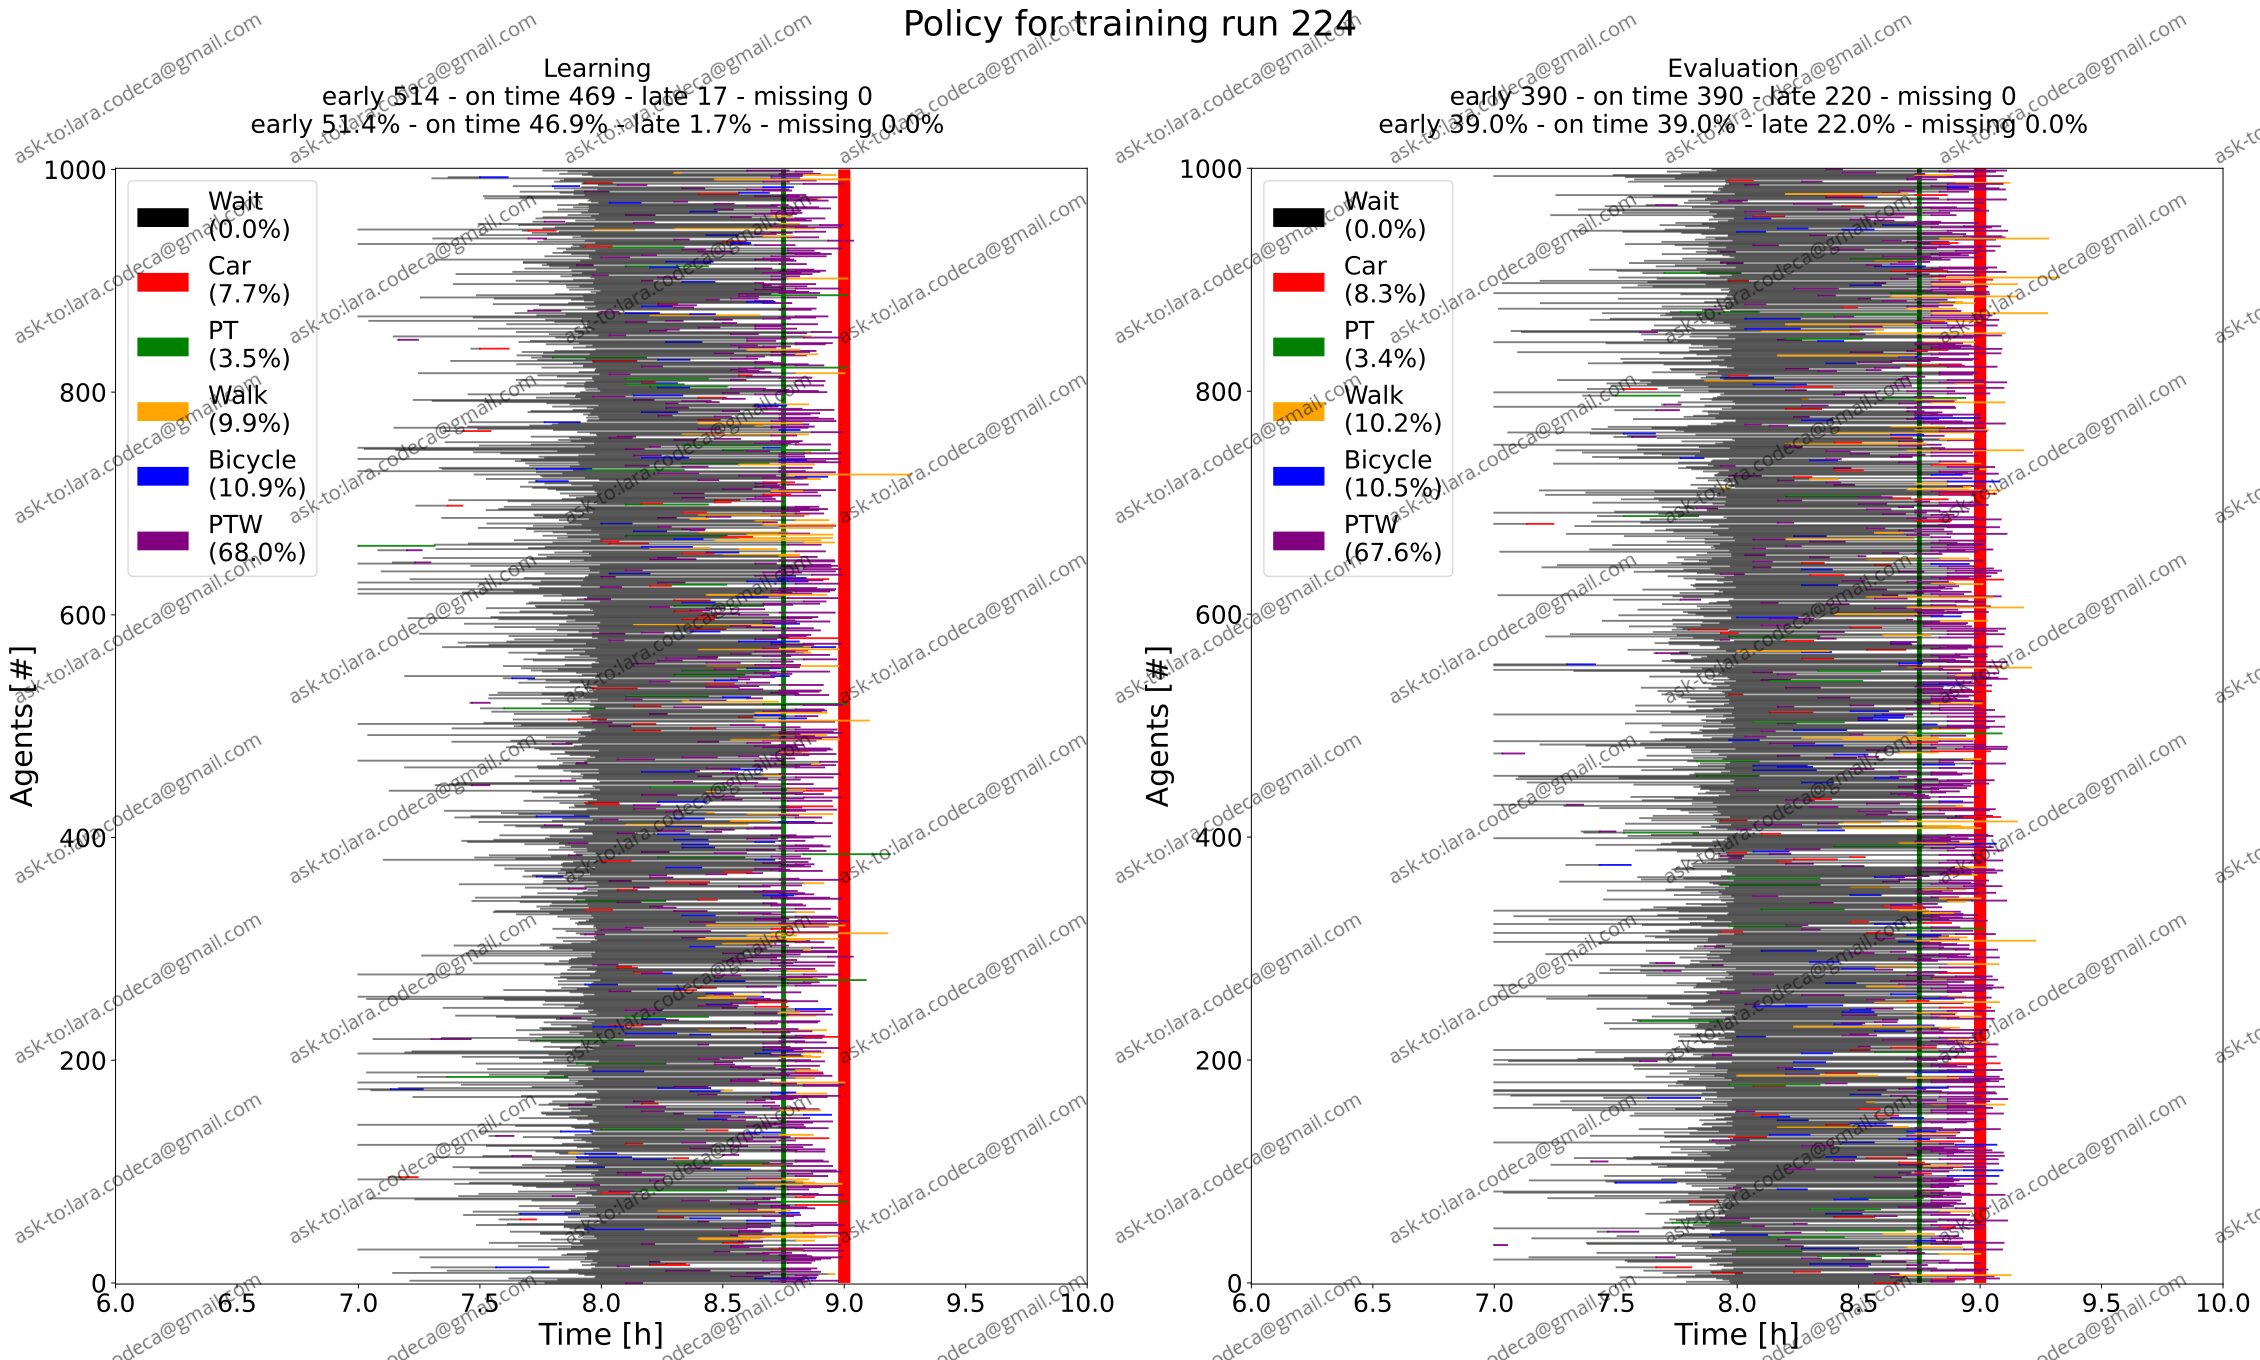 Policy for training run 224
Learning
early 514 - on time 469 - late 17 - missing 0
early 51.4% - on time 46.9% - late 1.7% - missing 0.0%
Evaluation
early 390 - on time 390 - late 220 - missing 0
early 39.0% - on time 39.0% - late 22.0% - missing 0.0%
Agents [#]
1000
800
600
400
200
0
Wait
(0.0%)
Car
(7.7%)
PT
(3.5%)
Walk
(9.9%)
Bicycle
(10.9%)
PTW
(68.0%)
6.0 6.5 7.0 7.5 8.0 8.5 9.0 9.5 10.0
Time [h]
Agents [#]
1000
800
600
400
200
0
Wait
(0.0%)
Car
(8.3%)
PT
(3.4%)
Walk
(10.2%)
Bicycle
(10.5%)
PTW
(67.6%)
6.0 6.5 7.0 7.5 8.0 8.5 9.0 9.5 10.0
Time [h]
ask-to:lara.codeca@gmail.com